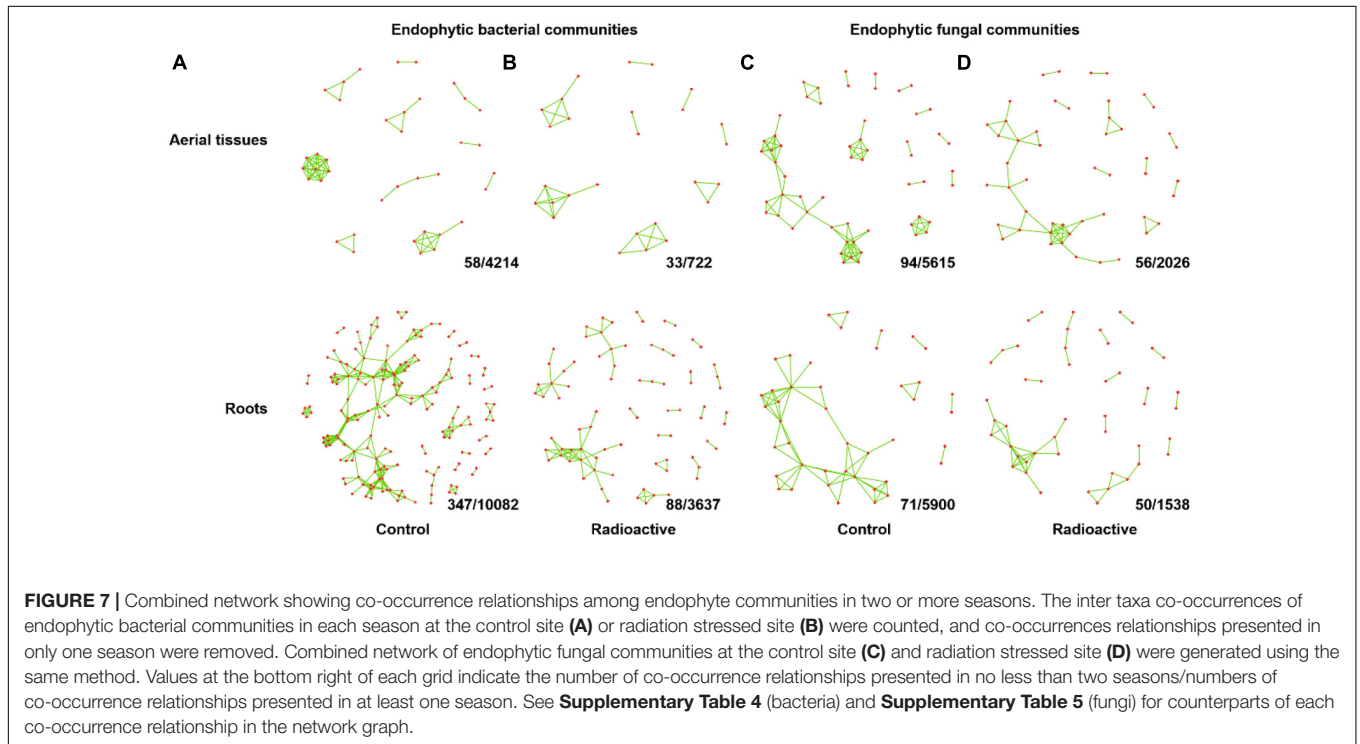 Endophytic bacterial communities
Endophytic fungal communities
A
B
C
D
Aerial tissues
58/4214
33/722
94/5615
56/2026
Roots
347/10082
88/3637
71/5900
50/1538
Control
Radioactive
Control
Radioactive
FIGURE 7 | Combined network showing co-occurrence relationships among endophyte communities in two or more seasons. The inter taxa co-occurrences of
endophytic bacterial communities in each season at the control site (A) or radiation stressed site (B) were counted, and co-occurrences relationships presented in
only one season were removed. Combined network of endophytic fungal communities at the control site (C) and radiation stressed site (D) were generated using the
same method. Values at the bottom right of each grid indicate the number of co-occurrence relationships presented in no less than two seasons/numbers of
co-occurrence relationships presented in at least one season. See Supplementary Table 4 (bacteria) and Supplementary Table 5 (fungi) for counterparts of each
co-occurrence relationship in the network graph.